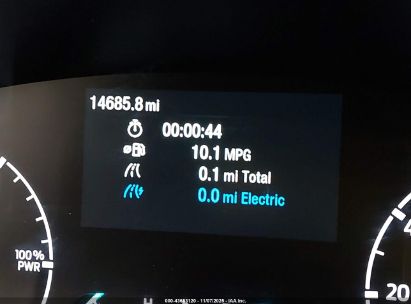 14685.8 mi
00:00:44
10.1 MPG
0.1 mi Total
0.0 mi Electric
100%
PWR
20